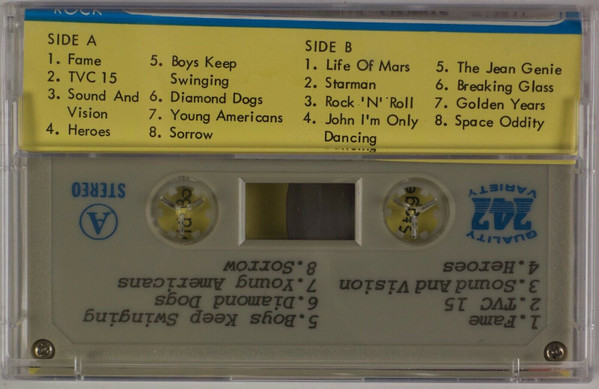 ROCK
SIDE A
1. Fame
2. TVC 15
3. Sound And
Vision
4. Heroes
5. Boys Keep
Swinging
6. Diamond Dogs
7. Young Americans
8. Sorrow
SIDE B
1. Life Of Mars
2. Starman
3. Rock 'N' Roll
4. John I'm Only
Dancing
5. The Jean Genie
6. Breaking Glass
7. Golden Years
8. Space Oddity
A
STEREO
Stage
QUALITY
747
VARIETY
1. Fame
2. TVC 15
3. Sound And Vision
4. Heroes
5. Boys Keep Swinging
6. Diamond Dogs
7. Young Americans
8. Sorrow